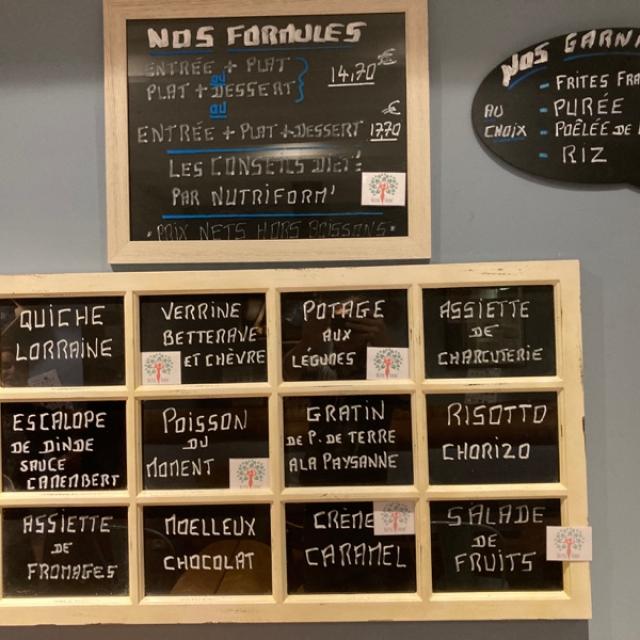 NOS FORMULES
ENTRÉE + PLAT
ou
PLAT + DESSERT
14,70 €
ou
ENTRÉE + PLAT + DESSERT 17,70 €
LES CONSEILS DIET'
PAR NUTRIFORM'
PRIX NETS HORS BOISSONS
NOS
- FRITES
AU CHOIX
- PURÉE
- POÊLÉE DE
- RIZ
QUICHE
LORRAINE
VERRINE
BETTERAVE
ET CHÈVRE
POTAGE
AUX
LÉGUMES
ASSIETTE
DE
CHARCUTERIE
ESCALOPE
DE DINDE
SAUCE
CAMEMBERT
POISSON
DU
MOMENT
GRATIN
DE P. DE TERRE
A LA PAYSANNE
RISOTTO
CHORIZO
ASSIETTE
DE
FROMAGES
MOELLEUX
CHOCOLAT
CRÈME
CARAMEL
SALADE
DE
FRUITS